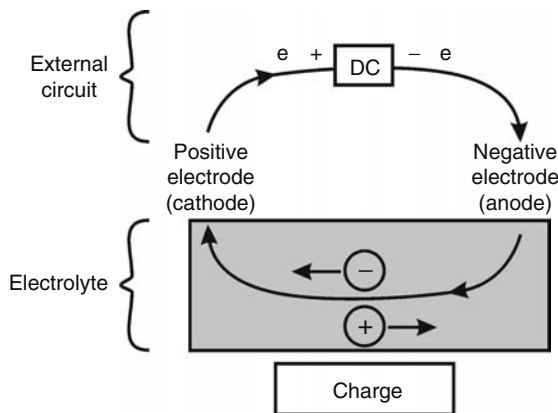 e + DC − e
External
circuit
Positive
electrode
(cathode)
Negative
electrode
(anode)
Electrolyte
−
+
Charge